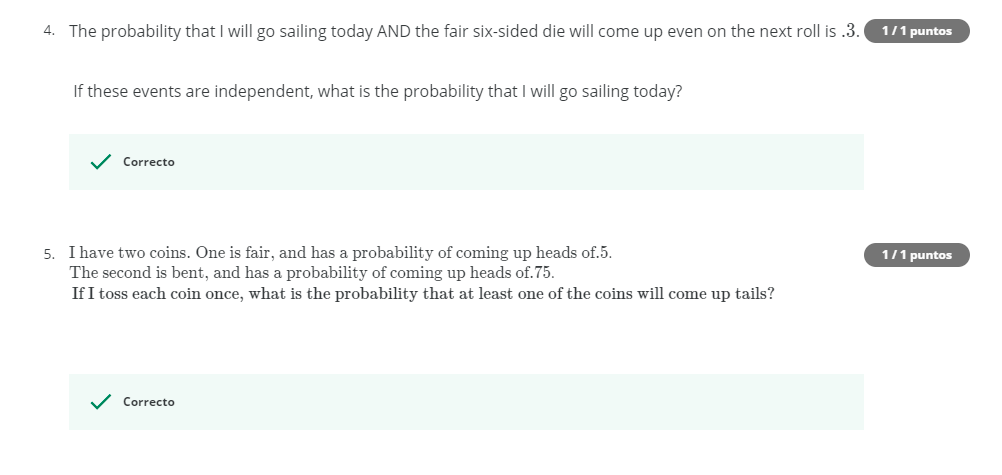 4. The probability that I will go sailing today AND the fair six-sided die will come up even on the next roll is .3. 1 / 1 puntos
If these events are independent, what is the probability that I will go sailing today?
Correcto
5. I have two coins. One is fair, and has a probability of coming up heads of.5. 1 / 1 puntos
The second is bent, and has a probability of coming up heads of.75.
If I toss each coin once, what is the probability that at least one of the coins will come up tails?
Correcto